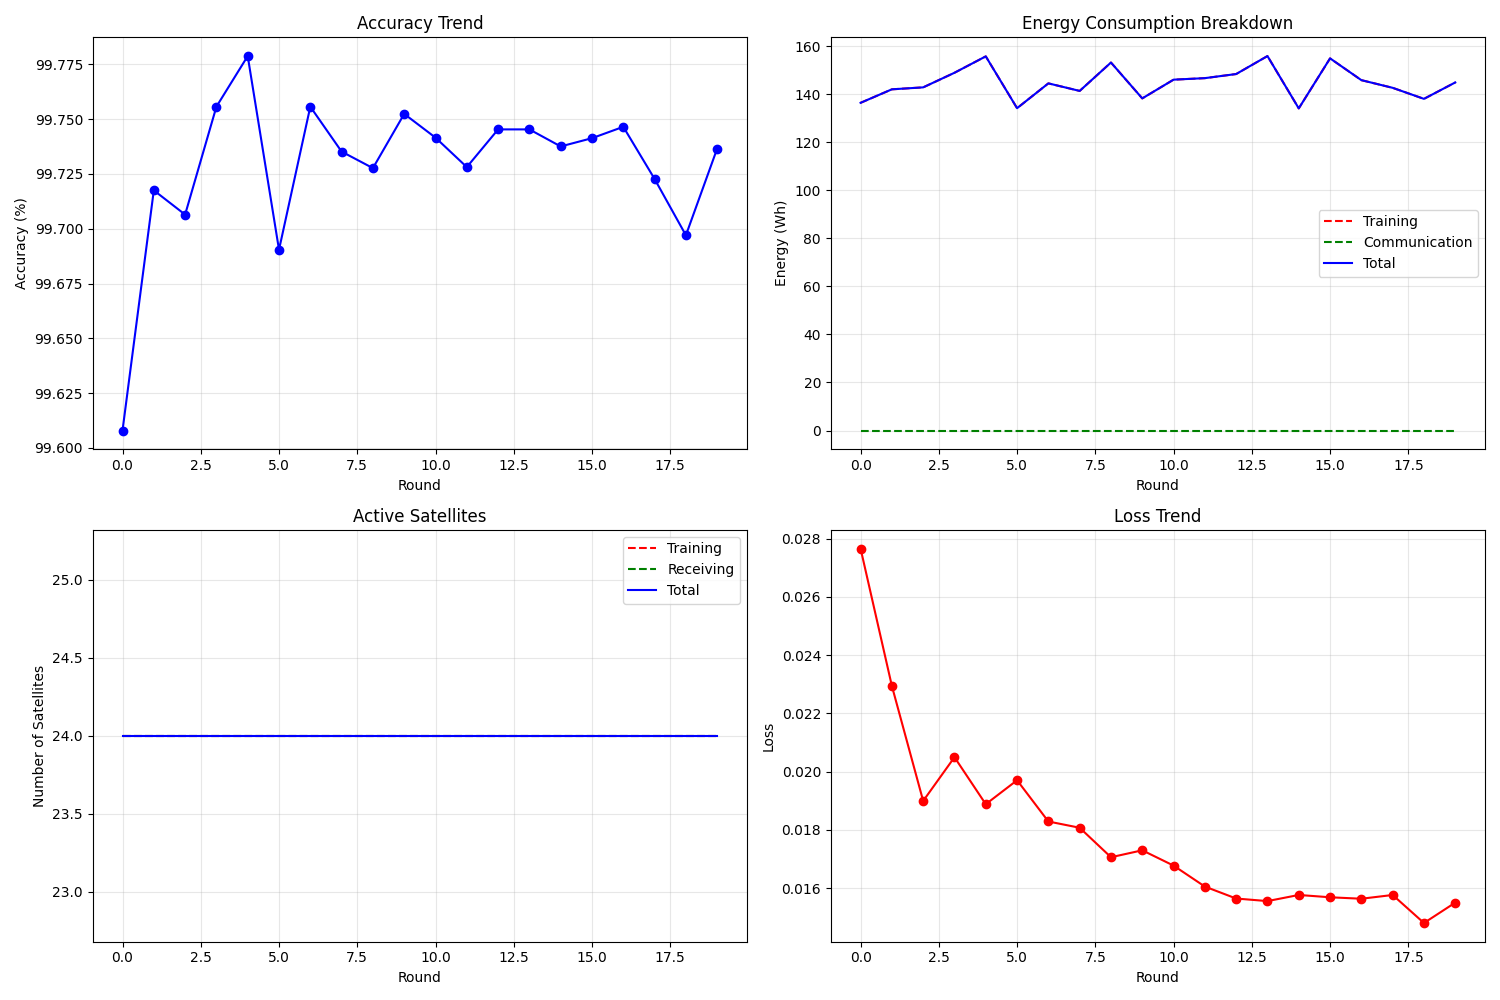 Accuracy Trend
Accuracy (%)
99.775
99.750
99.725
99.700
99.675
99.650
99.625
99.600
0.0 2.5 5.0 7.5 10.0 12.5 15.0 17.5
Round
Energy Consumption Breakdown
Energy (Wh)
160
140
120
100
80
60
40
20
0
Training
Communication
Total
0.0 2.5 5.0 7.5 10.0 12.5 15.0 17.5
Round
Active Satellites
Number of Satellites
25.0
24.5
24.0
23.5
23.0
Training
Receiving
Total
0.0 2.5 5.0 7.5 10.0 12.5 15.0 17.5
Round
Loss Trend
Loss
0.028
0.026
0.024
0.022
0.020
0.018
0.016
0.0 2.5 5.0 7.5 10.0 12.5 15.0 17.5
Round